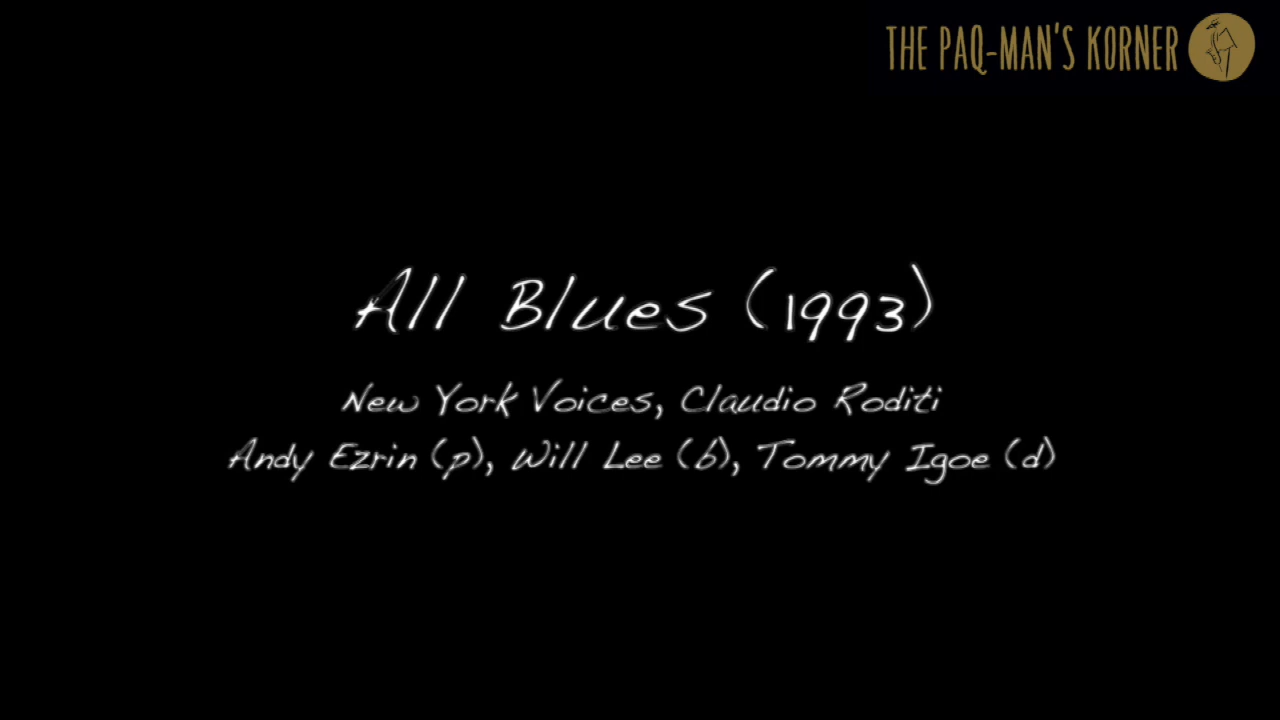 THE PAQ-MAN'S KORNER
All Blues (1993)
New York Voices, Claudio Roditi
Andy Ezrin (p), Will Lee (b), Tommy Igoe (d)